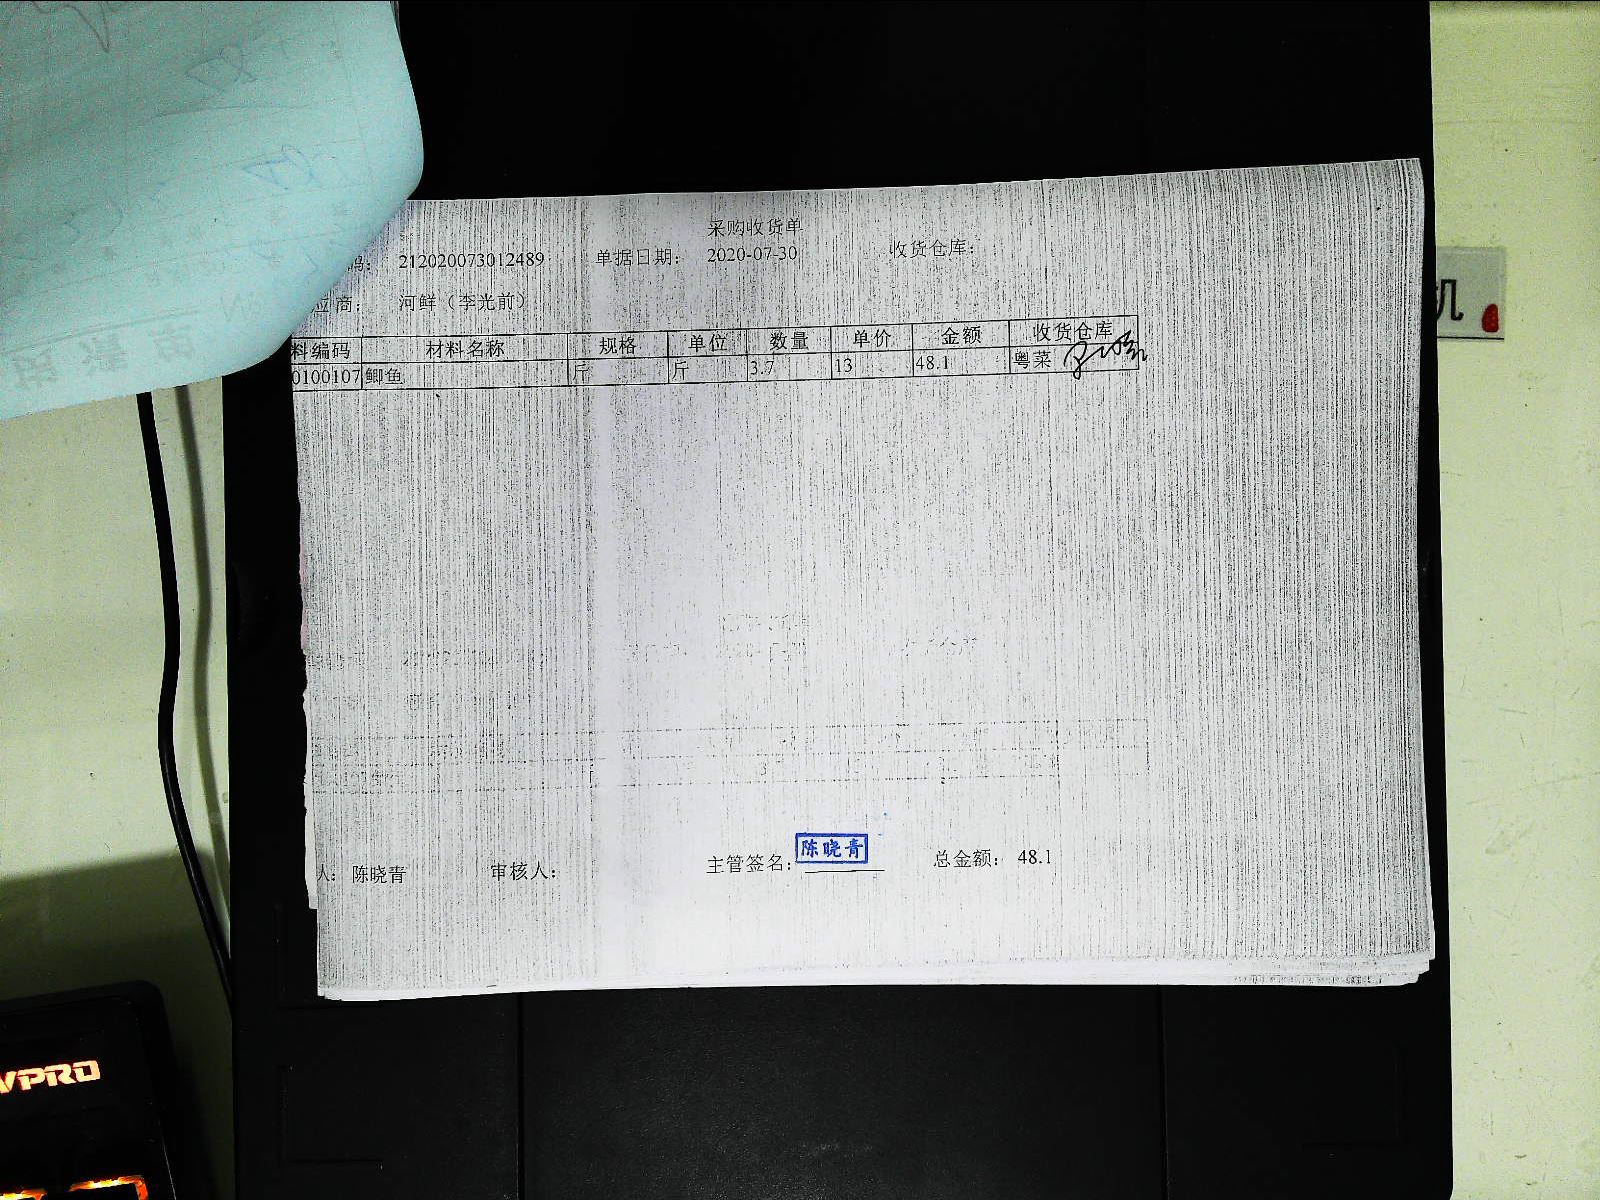 采购收货单
码： 212020073012489 单据日期： 2020-07-30 收货仓库：
应商： 河鲜（李光前）
料编码 材料名称 规格 单位 数量 单价 金额 收货仓库
0100107 鲫鱼 斤 斤 3.7 13 48.1 粤菜
人： 陈晓青 审核人： 主管签名： 陈晓青 总金额： 48.1
机
VPRO